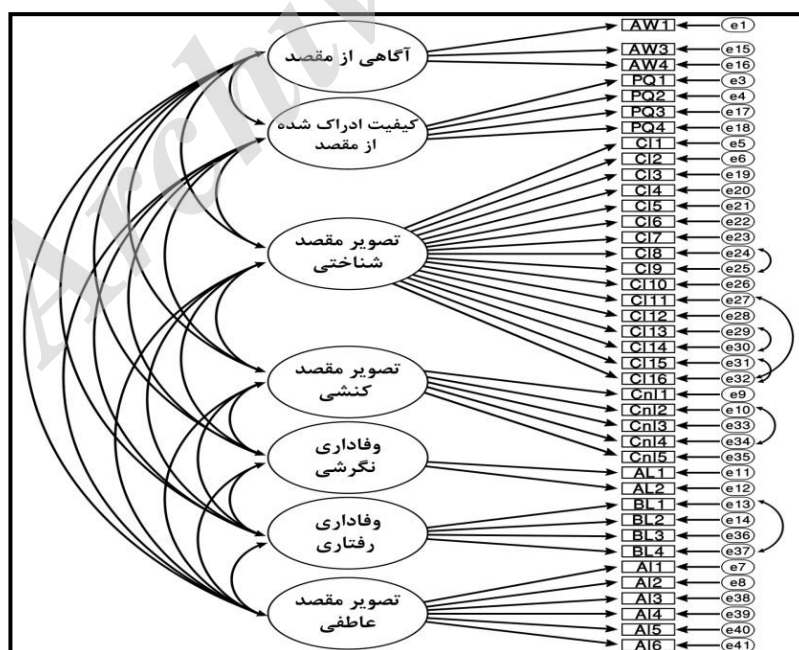 آگاهی از مقصد
کیفیت ادراک شده
از مقصد
تصویر مقصد
شناختی
تصویر مقصد
کنشی
وفاداری
نگرشی
وفاداری
رفتاری
تصویر مقصد
عاطفی
AW1 e1
AW3 e15
AW4 e16
PQ1 e3
PQ2 e4
PQ3 e17
PQ4 e18
CI1 e5
CI2 e6
CI3 e19
CI4 e20
CI5 e21
CI6 e22
CI7 e23
CI8 e24
CI9 e25
CI10 e26
CI11 e27
CI12 e28
CI13 e29
CI14 e30
CI15 e31
CI16 e32
CnI1 e9
CnI2 e10
CnI3 e33
CnI4 e34
CnI5 e35
AL1 e11
AL2 e12
BL1 e13
BL2 e14
BL3 e36
BL4 e37
AI1 e7
AI2 e8
AI3 e38
AI4 e39
AI5 e40
AI6 e41